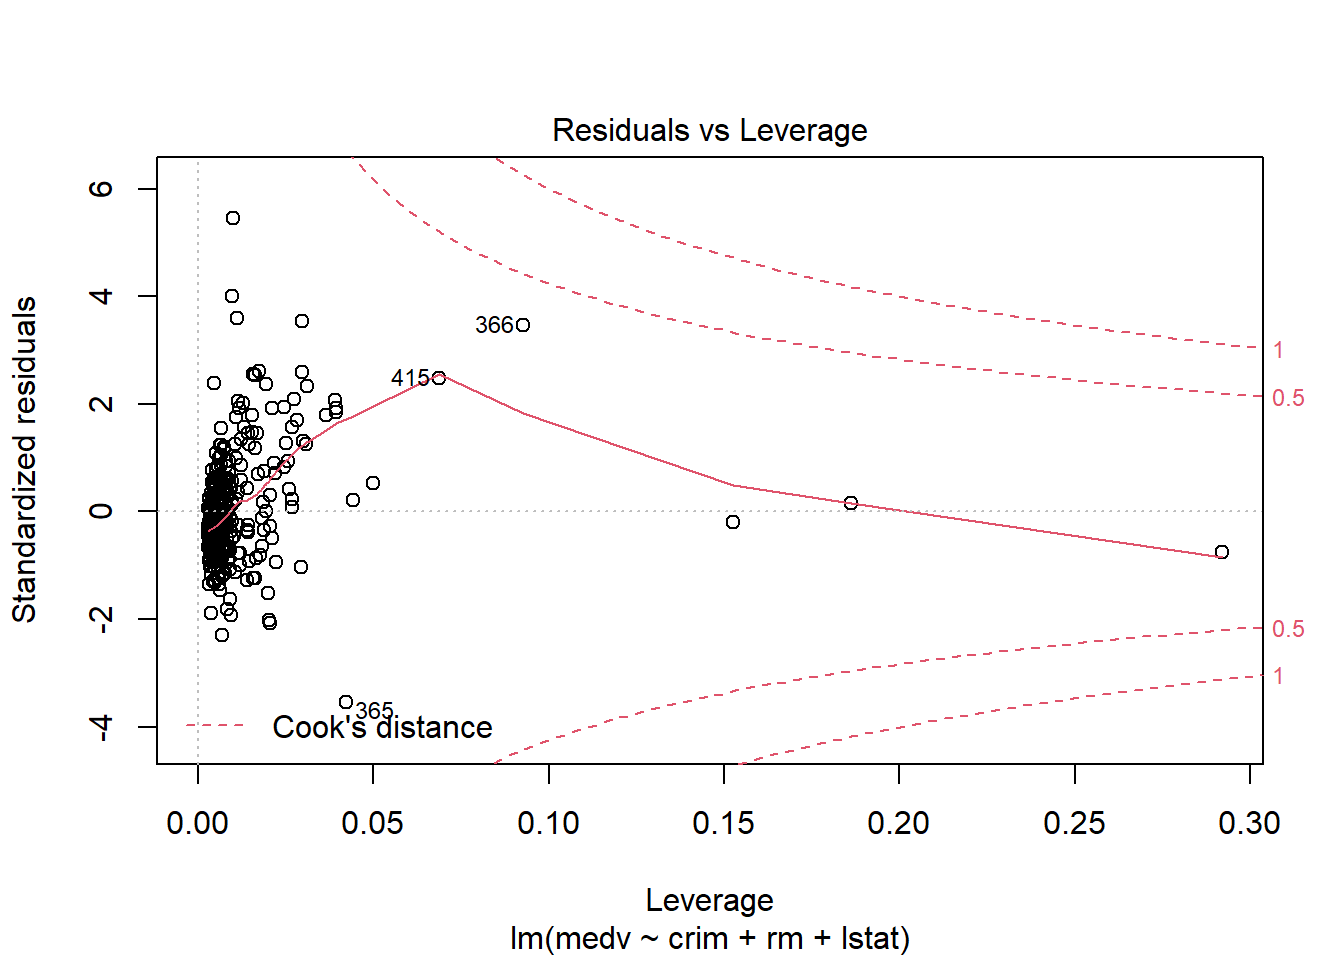 Residuals vs Leverage
Standardized residuals
6
4
2
0
-2
-4
366
415
365
1
0.5
0.5
1
Cook's distance
0.00 0.05 0.10 0.15 0.20 0.25 0.30
Leverage
lm(medv ~ crim + rm + lstat)